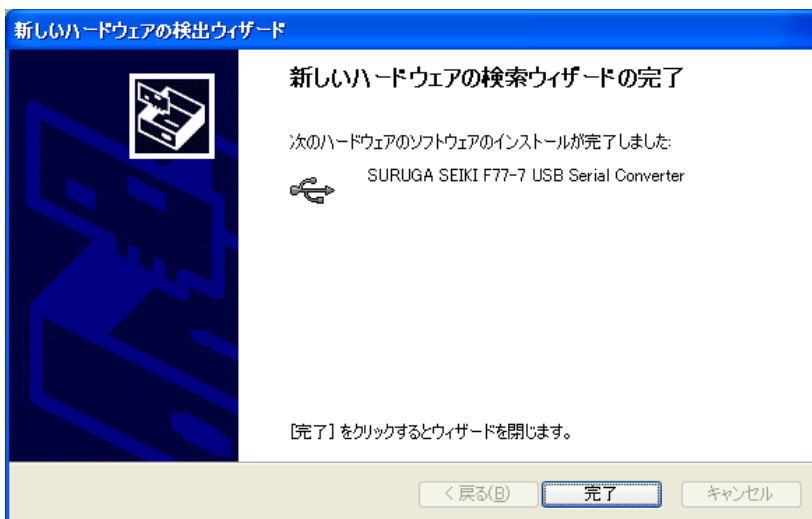 新しいハードウェアの検出ウィザード
新しいハードウェアの検索ウィザードの完了
次のハードウェアのソフトウェアのインストールが完了しました:
SURUGA SEIKI F77-7 USB Serial Converter
[完了] をクリックするとウィザードを閉じます。
< 戻る(B)
完了
キャンセル